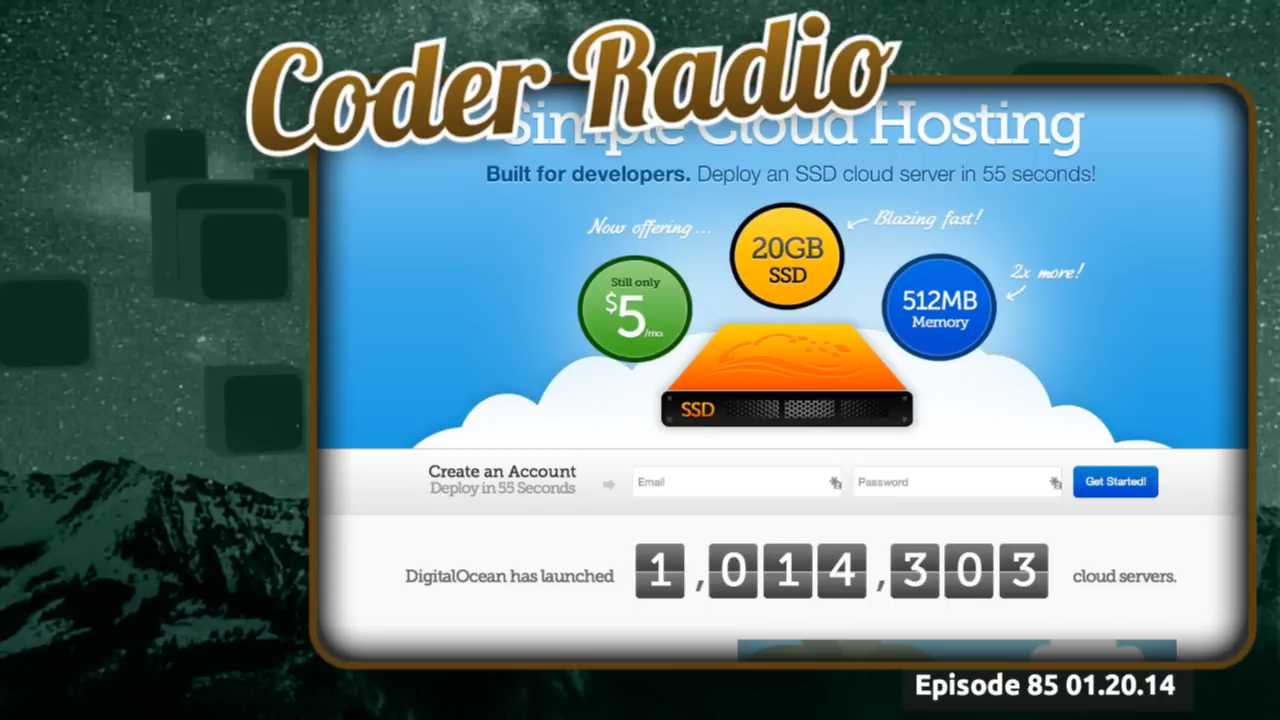 Coder Radio
Simple Cloud Hosting
Built for developers. Deploy an SSD cloud server in 55 seconds!
Now offering...
20GB
SSD
Blazing fast!
Still only
$5/mo.
512MB
Memory
2x more!
SSD
Create an Account
Deploy in 55 Seconds
Email
Password
Get Started!
DigitalOcean has launched 1,014,303 cloud servers.
Episode 85 01.20.14